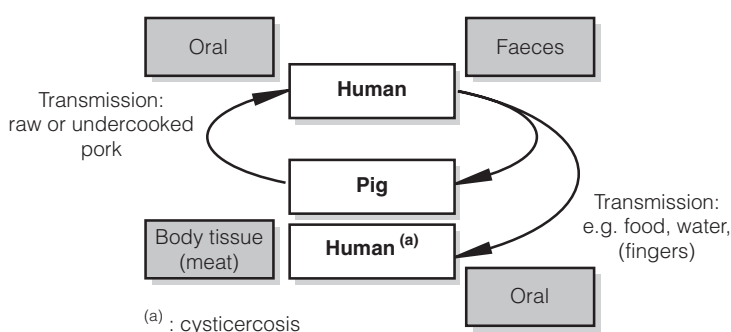 Oral
Faeces
Human
Transmission:
raw or undercooked
pork
Pig
Transmission:
e.g. food, water,
(fingers)
Body tissue
(meat)
Human (a)
Oral
(a) : cysticercosis